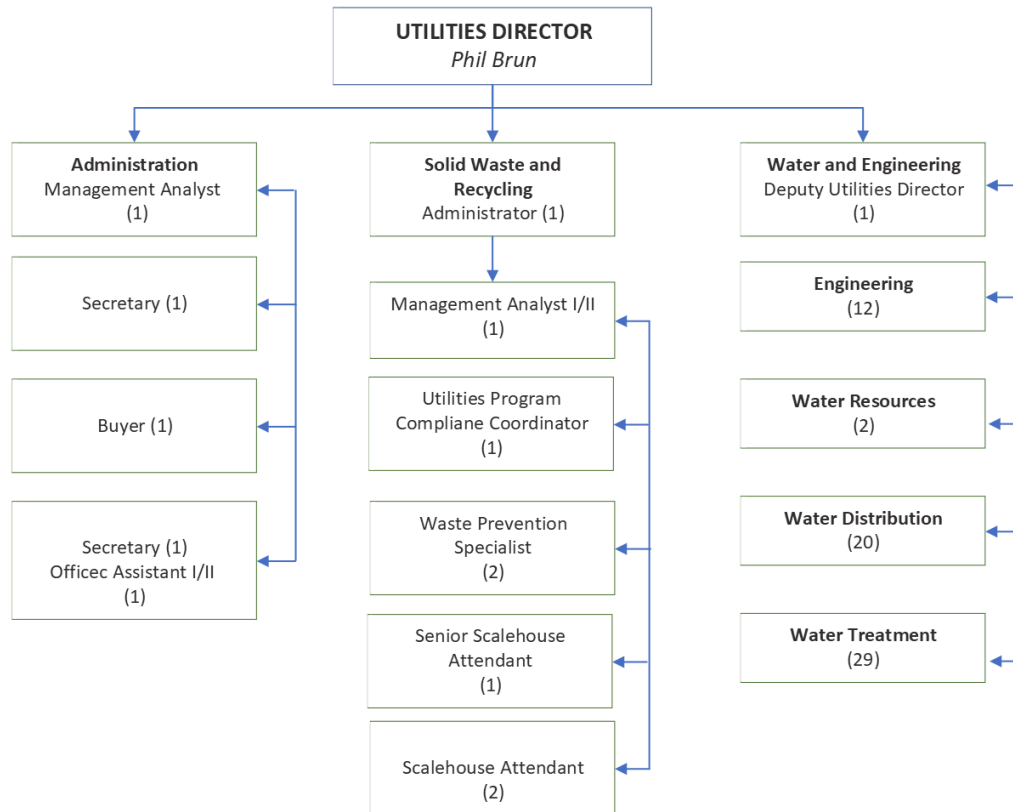 UTILITIES DIRECTOR
Phil Brun
Administration
Management Analyst
(1)
Secretary (1)
Buyer (1)
Secretary (1)
Officec Assistant I/II
(1)
Solid Waste and
Recycling
Administrator (1)
Management Analyst I/II
(1)
Utilities Program
Compliane Coordinator
(1)
Waste Prevention
Specialist
(2)
Senior Scalehouse
Attendant
(1)
Scalehouse Attendant
(2)
Water and Engineering
Deputy Utilities Director
(1)
Engineering
(12)
Water Resources
(2)
Water Distribution
(20)
Water Treatment
(29)